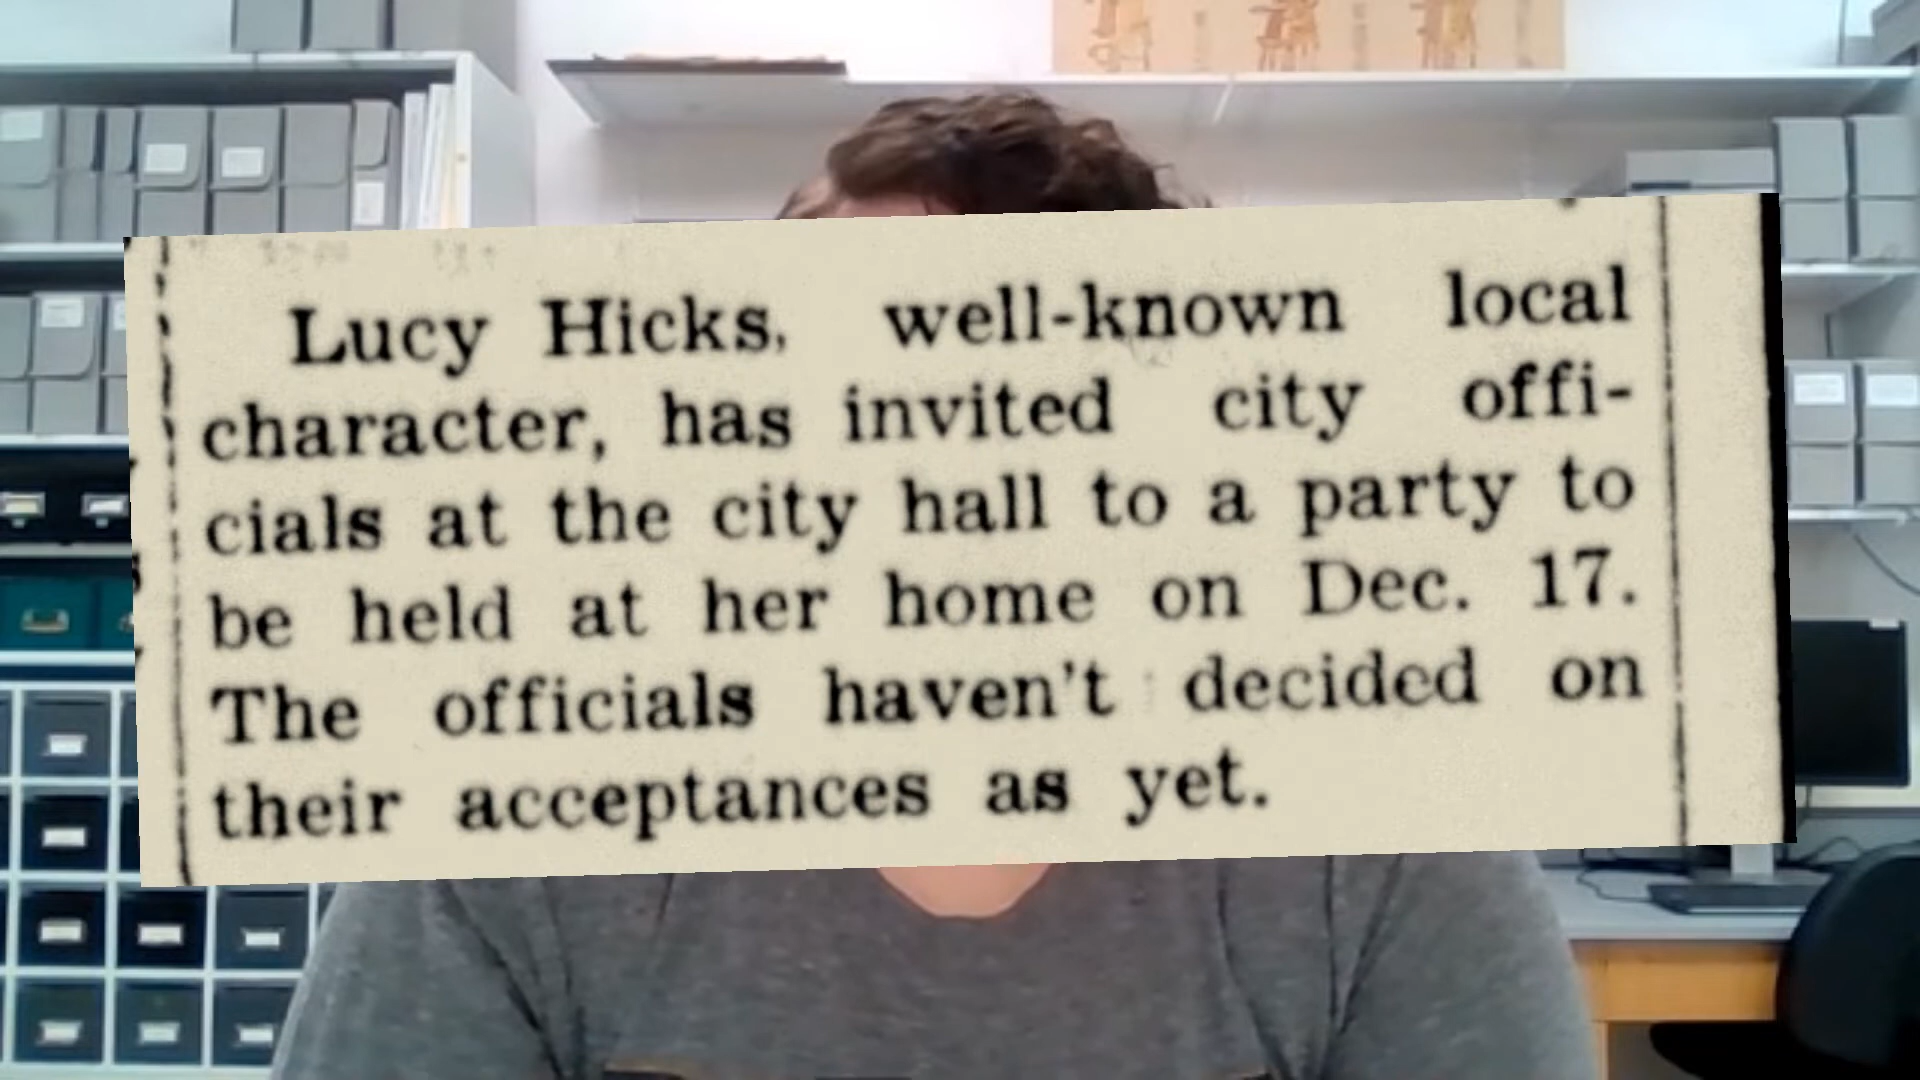 Lucy Hicks, well-known local
character, has invited city offi-
cials at the city hall to a party to
be held at her home on Dec. 17.
The officials haven't decided on
their acceptances as yet.